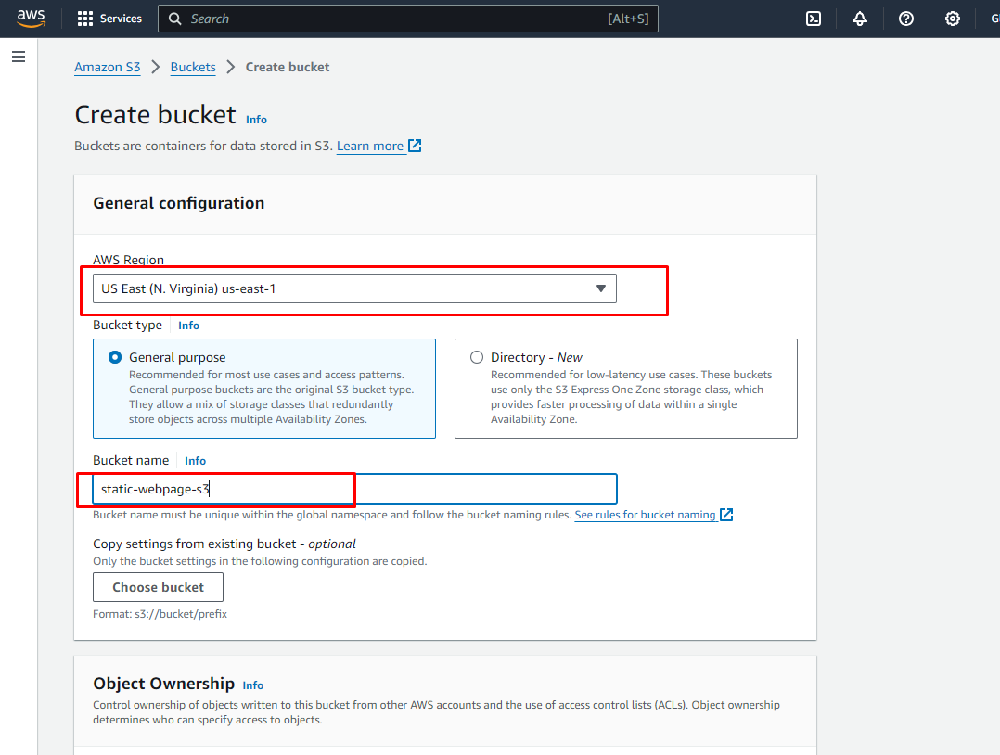 aws
Services
Search [Alt+S]
Amazon S3 > Buckets > Create bucket
Create bucket Info
Buckets are containers for data stored in S3. Learn more
General configuration
AWS Region
US East (N. Virginia) us-east-1
Bucket type Info
General purpose
Recommended for most use cases and access patterns.
General purpose buckets are the original S3 bucket type.
They allow a mix of storage classes that redundantly
store objects across multiple Availability Zones.
Directory - New
Recommended for low-latency use cases. These buckets
use only the S3 Express One Zone storage class, which
provides faster processing of data within a single
Availability Zone.
Bucket name Info
static-webpage-s3
Bucket name must be unique within the global namespace and follow the bucket naming rules. See rules for bucket naming
Copy settings from existing bucket - optional
Only the bucket settings in the following configuration are copied.
Choose bucket
Format: s3://bucket/prefix
Object Ownership Info
Control ownership of objects written to this bucket from other AWS accounts and the use of access control lists (ACLs). Object ownership
determines who can specify access to objects.